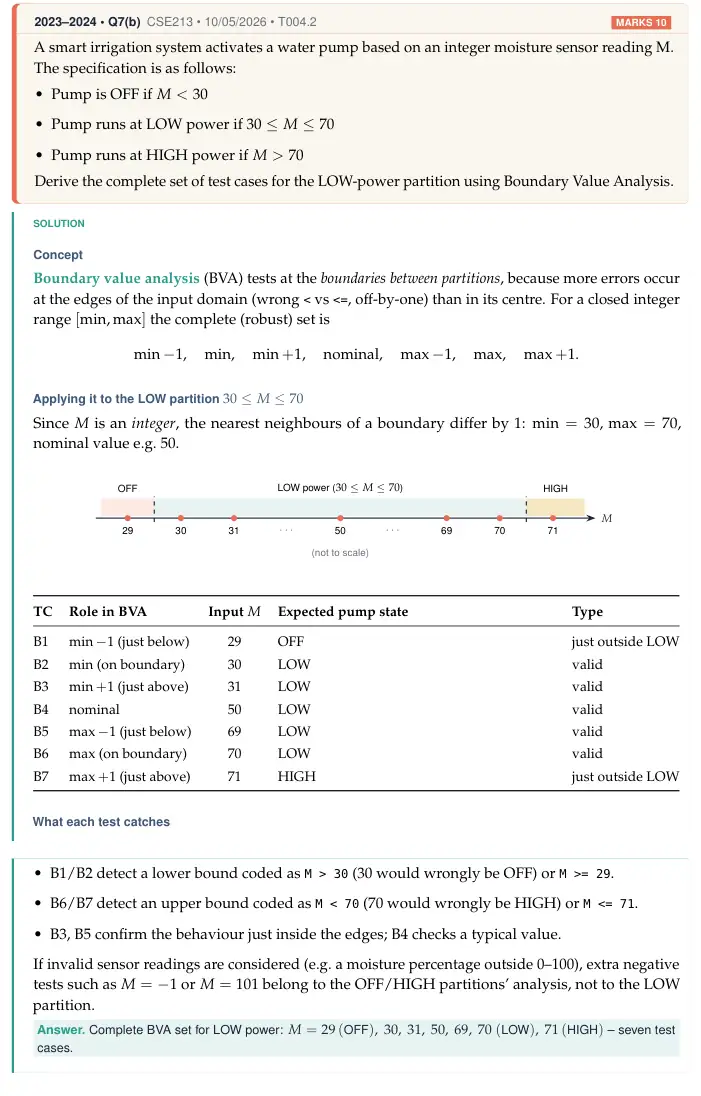 2023–2024 • Q7(b) CSE213 • 10/05/2026 • T004.2 MARKS 10
A smart irrigation system activates a water pump based on an integer moisture sensor reading M.
The specification is as follows:
• Pump is OFF if M < 30
• Pump runs at LOW power if 30 ≤ M ≤ 70
• Pump runs at HIGH power if M > 70
Derive the complete set of test cases for the LOW-power partition using Boundary Value Analysis.
SOLUTION
Concept
Boundary value analysis (BVA) tests at the boundaries between partitions, because more errors occur
at the edges of the input domain (wrong < vs <=, off-by-one) than in its centre. For a closed integer
range [min, max] the complete (robust) set is
min −1, min, min +1, nominal, max −1, max, max +1.
Applying it to the LOW partition 30 ≤ M ≤ 70
Since M is an integer, the nearest neighbours of a boundary differ by 1: min = 30, max = 70,
nominal value e.g. 50.
OFF LOW power (30 ≤ M ≤ 70) HIGH
M
29 30 31 · · · 50 · · · 69 70 71
(not to scale)
TC Role in BVA Input M Expected pump state Type
B1 min −1 (just below) 29 OFF just outside LOW
B2 min (on boundary) 30 LOW valid
B3 min +1 (just above) 31 LOW valid
B4 nominal 50 LOW valid
B5 max −1 (just below) 69 LOW valid
B6 max (on boundary) 70 LOW valid
B7 max +1 (just above) 71 HIGH just outside LOW
What each test catches
• B1/B2 detect a lower bound coded as M > 30 (30 would wrongly be OFF) or M >= 29.
• B6/B7 detect an upper bound coded as M < 70 (70 would wrongly be HIGH) or M <= 71.
• B3, B5 confirm the behaviour just inside the edges; B4 checks a typical value.
If invalid sensor readings are considered (e.g. a moisture percentage outside 0–100), extra negative
tests such as M = −1 or M = 101 belong to the OFF/HIGH partitions’ analysis, not to the LOW
partition.
Answer. Complete BVA set for LOW power: M = 29 (OFF), 30, 31, 50, 69, 70 (LOW), 71 (HIGH) – seven test
cases.